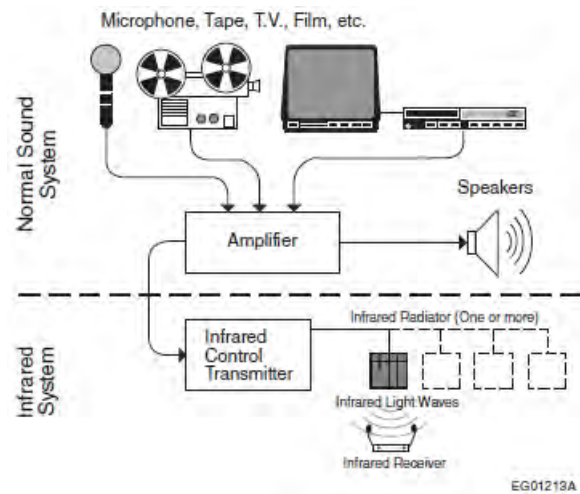 Microphone, Tape, T.V., Film, etc.
Normal Sound
System
Speakers
Amplifier
Infrared
System
Infrared Control Transmitter
Infrared Radiator (One or more)
Infrared Light Waves
Infrared Receiver
EG01213A